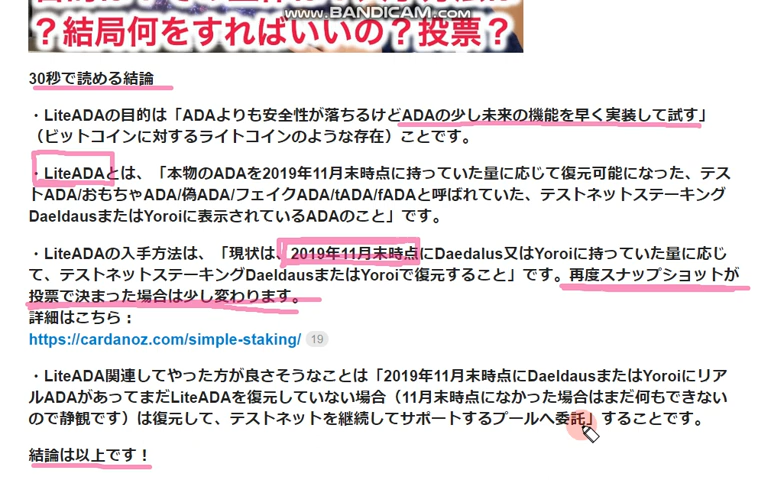 www.BANDICAM.com
？結局何をすればいいの？投票？
30秒で読める結論
・LiteADAの目的は「ADAよりも安全性が落ちるけどADAの少し未来の機能を早く実装して試す」
（ビットコインに対するライトコインのような存在）ことです。
・LiteADAとは、「本物のADAを2019年11月末時点に持っていた量に応じて復元可能になった、テス
トADA/おもちゃADA/偽ADA/フェイクADA/tADA/fADAと呼ばれていた、テストネットステーキング
DaeldausまたはYoroiに表示されているADAのこと」です。
・LiteADAの入手方法は、「現状は、2019年11月末時点にDaedalus又はYoroiに持っていた量に応じ
て、テストネットステーキングDaeldausまたはYoroiで復元すること」です。再度スナップショットが
投票で決まった場合は少し変わります。
詳細はこちら：
https://cardanoz.com/simple-staking/ 19
・LiteADA関連してやった方が良さそうなことは「2019年11月末時点にDaeldausまたはYoroiにリア
ルADAがあってまだLiteADAを復元していない場合（11月末時点になかった場合はまだ何もできない
ので静観です）は復元して、テストネットを継続してサポートするプールへ委託」することです。
結論は以上です！